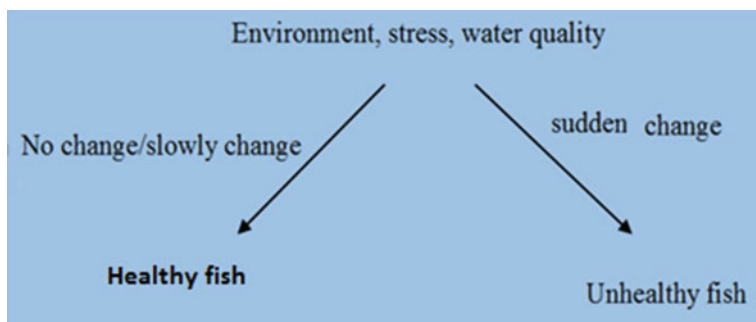 Environment, stress, water quality
sudden change
No change/slowly change
Healthy fish
Unhealthy fish